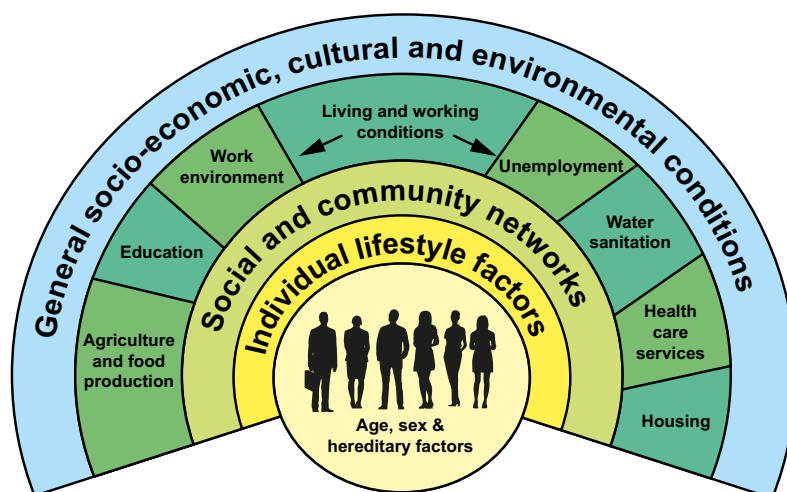 General socio-economic, cultural and environmental conditions
Living and working
conditions
Work
environment
Unemployment
Education
Water
sanitation
Agriculture
and food
production
Health
care
services
Housing
Social and community networks
Individual lifestyle factors
Age, sex &
hereditary factors